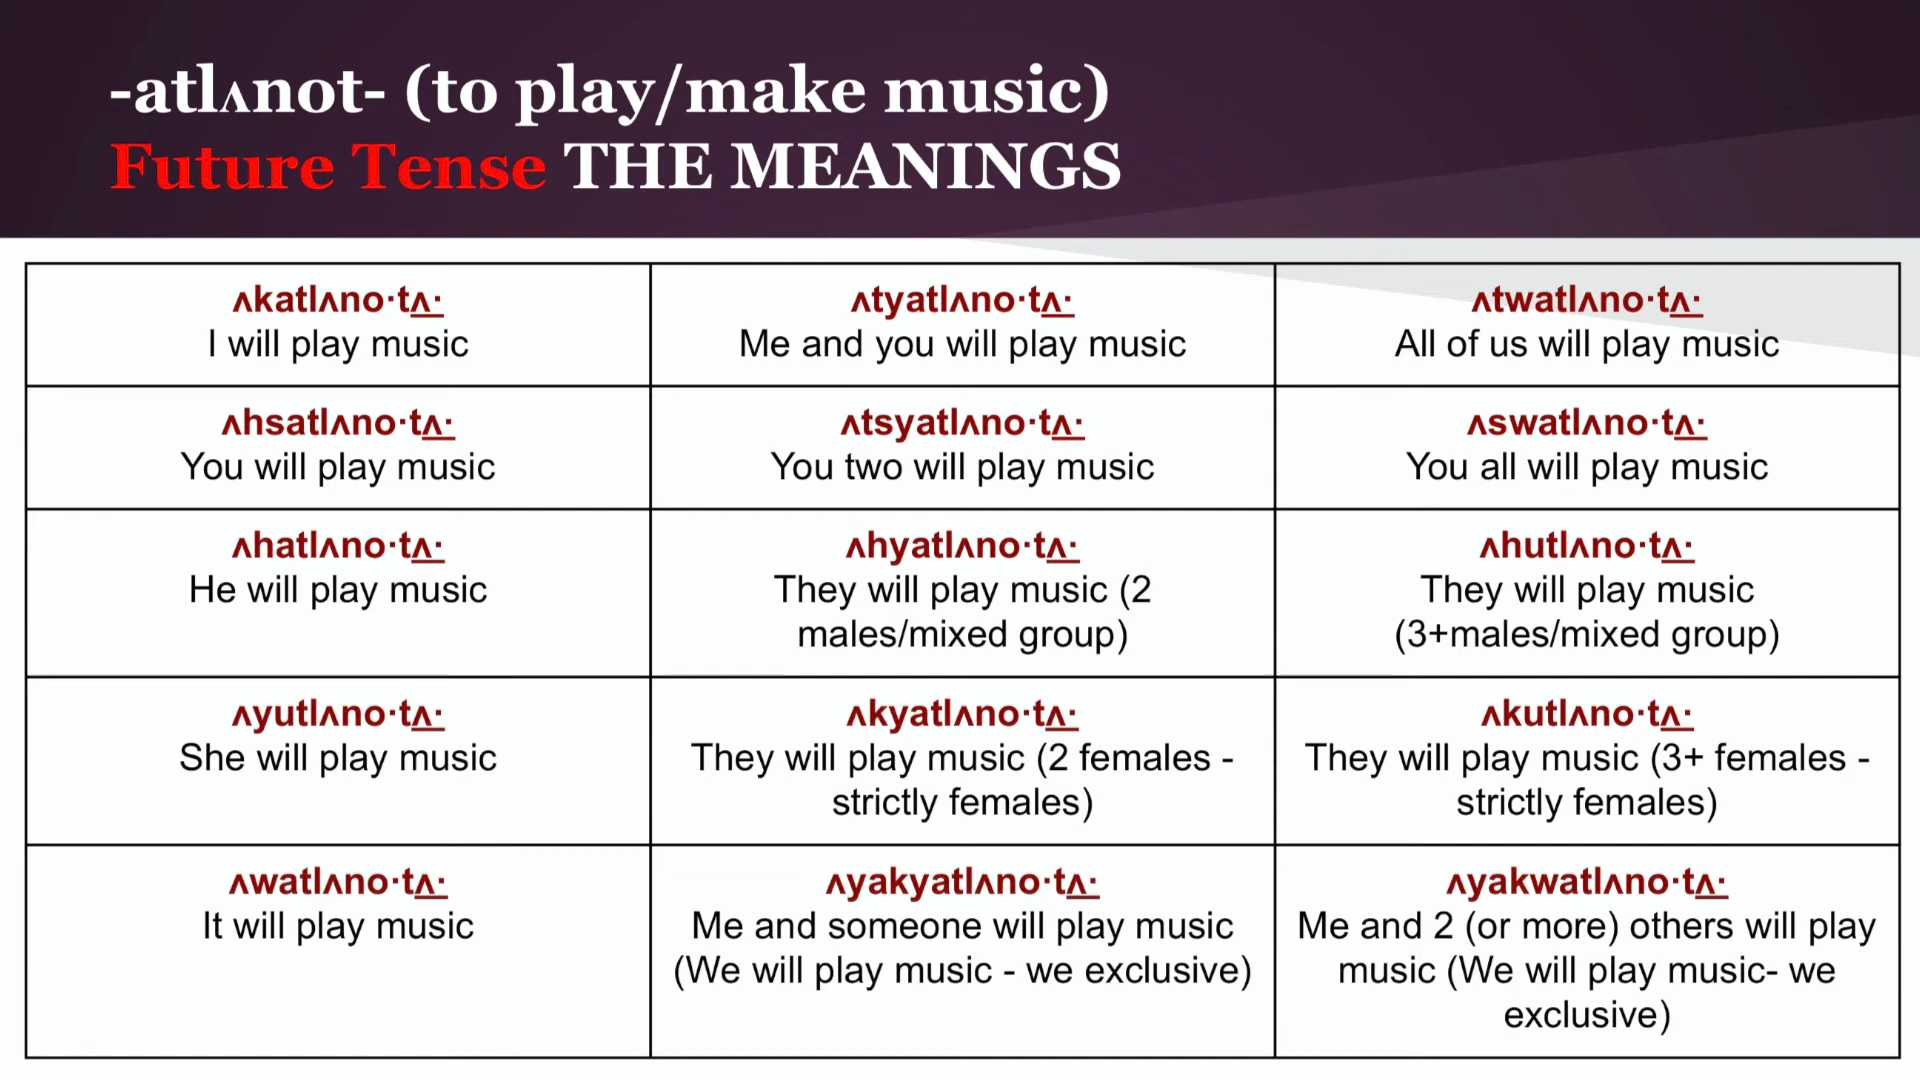 -atlʌnot- (to play/make music)
Future Tense THE MEANINGS
ʌkatlʌno·tʌ̲·
I will play music
ʌtyatlʌno·tʌ̲·
Me and you will play music
ʌtwatlʌno·tʌ̲·
All of us will play music
ʌhsatlʌno·tʌ̲·
You will play music
ʌtsyatlʌno·tʌ̲·
You two will play music
ʌswatlʌno·tʌ̲·
You all will play music
ʌhatlʌno·tʌ̲·
He will play music
ʌhyatlʌno·tʌ̲·
They will play music (2
males/mixed group)
ʌhutlʌno·tʌ̲·
They will play music
(3+males/mixed group)
ʌyutlʌno·tʌ̲·
She will play music
ʌkyatlʌno·tʌ̲·
They will play music (2 females -
strictly females)
ʌkutlʌno·tʌ̲·
They will play music (3+ females -
strictly females)
ʌwatlʌno·tʌ̲·
It will play music
ʌyakyatlʌno·tʌ̲·
Me and someone will play music
(We will play music - we exclusive)
ʌyakwatlʌno·tʌ̲·
Me and 2 (or more) others will play
music (We will play music- we
exclusive)